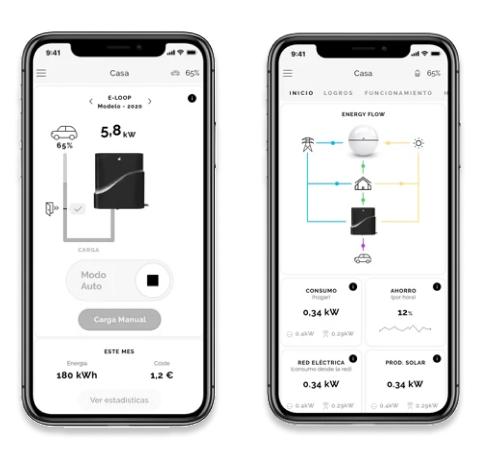 9:41
Casa
65%
E-LOOP
Modelo - 2020
5,8 kW
65%
CARGA
Modo
Auto
Carga Manual
ESTE MES
Energía
Coste
180 kWh
1,2 €
Ver estadísticas
9:41
Casa
65%
INICIO LOGROS FUNCIONAMIENTO
ENERGY FLOW
CONSUMO
(hogar)
0,34 kW
0.4kW 0.29kW
AHORRO
(por hora)
12%
RED ELÉCTRICA
(consumo desde la red)
0.34 kW
0.4kW 0.29kW
PROD. SOLAR
0.34 kW
0.4kW 0.29kW